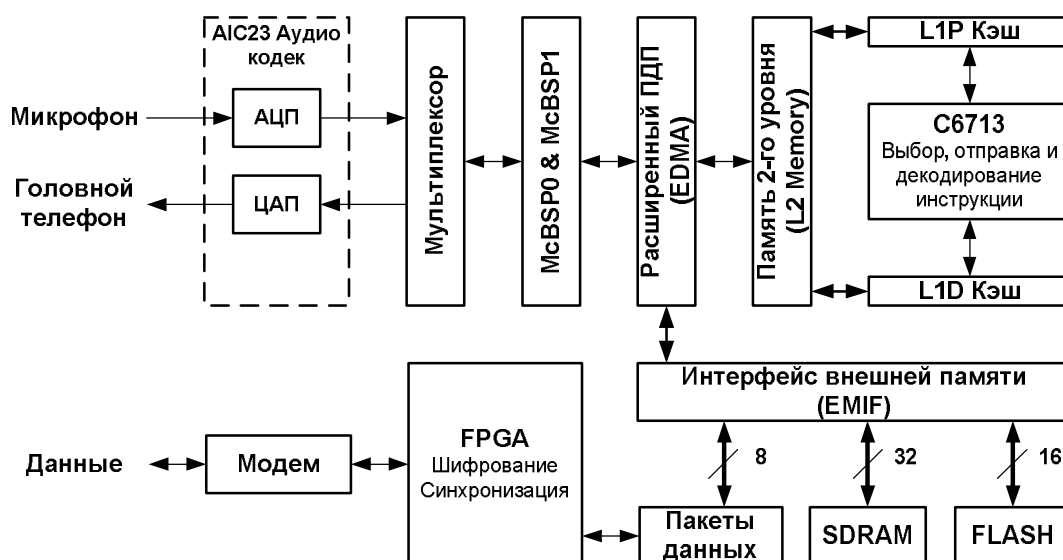 AIC23 Аудио
кодек
Микрофон
АЦП
Головной
телефон
ЦАП
Мультиплексор
McBSP0 & McBSP1
Расширенный ПДП
(EDMA)
Память 2-го уровня
(L2 Memory)
L1P Кэш
C6713
Выбор, отправка и
декодирование
инструкции
L1D Кэш
Интерфейс внешней памяти
(EMIF)
8
32
16
Данные
Модем
FPGA
Шифрование
Синхронизация
Пакеты
данных
SDRAM
FLASH